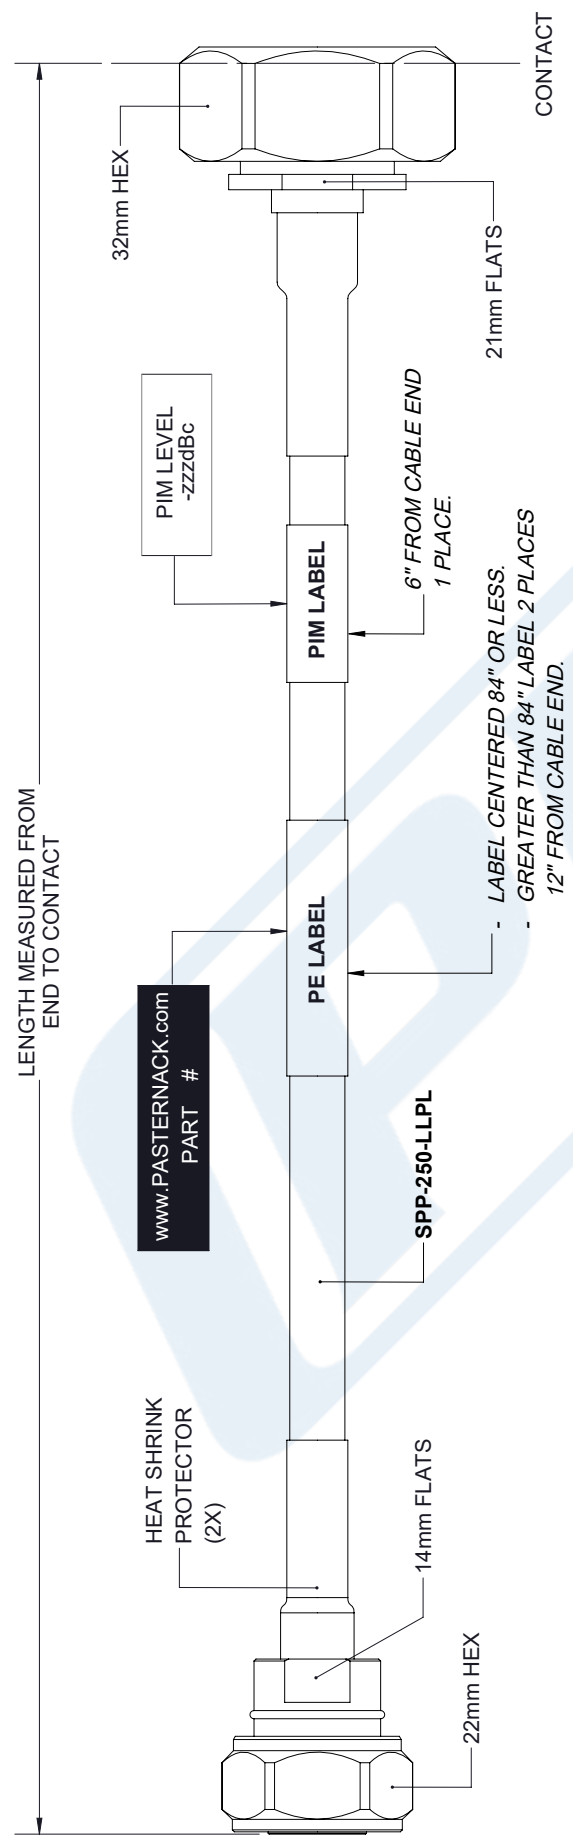 LENGTH MEASURED FROM
END TO CONTACT
www.PASTERNACK.com
PART #
PIM LEVEL
-zzzdBc
32mm HEX
HEAT SHRINK
PROTECTOR
(2X)
PE LABEL
PIM LABEL
22mm HEX
14mm FLATS
SPP-250-LLPL
- LABEL CENTERED 84" OR LESS.
- GREATER THAN 84" LABEL 2 PLACES
12" FROM CABLE END.
6" FROM CABLE END
1 PLACE.
21mm FLATS
CONTACT